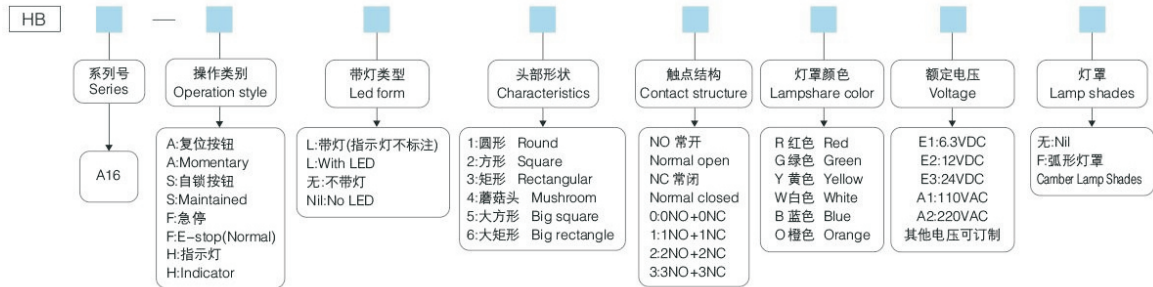 HB —
系列号
Series
A16
操作类别
Operation style
A:复位按钮
A:Momentary
S:自锁按钮
S:Maintained
F:急停
F:E-stop(Normal)
H:指示灯
H:Indicator
带灯类型
Led form
L:带灯(指示灯不标注)
L:With LED
无:不带灯
Nil:No LED
头部形状
Characteristics
1:圆形 Round
2:方形 Square
3:矩形 Rectangular
4:蘑菇头 Mushroom
5:大方形 Big square
6:大矩形 Big rectangle
触点结构
Contact structure
NO 常开
Normal open
NC 常闭
Normal closed
0:0NO+0NC
1:1NO+1NC
2:2NO+2NC
3:3NO+3NC
灯罩颜色
Lampshare color
R 红色 Red
G 绿色 Green
Y 黄色 Yellow
W白色 White
B 蓝色 Blue
O 橙色 Orange
额定电压
Voltage
E1:6.3VDC
E2:12VDC
E3:24VDC
A1:110VAC
A2:220VAC
其他电压可订制
灯罩
Lamp shades
无:Nil
F:弧形灯罩
Camber Lamp Shades